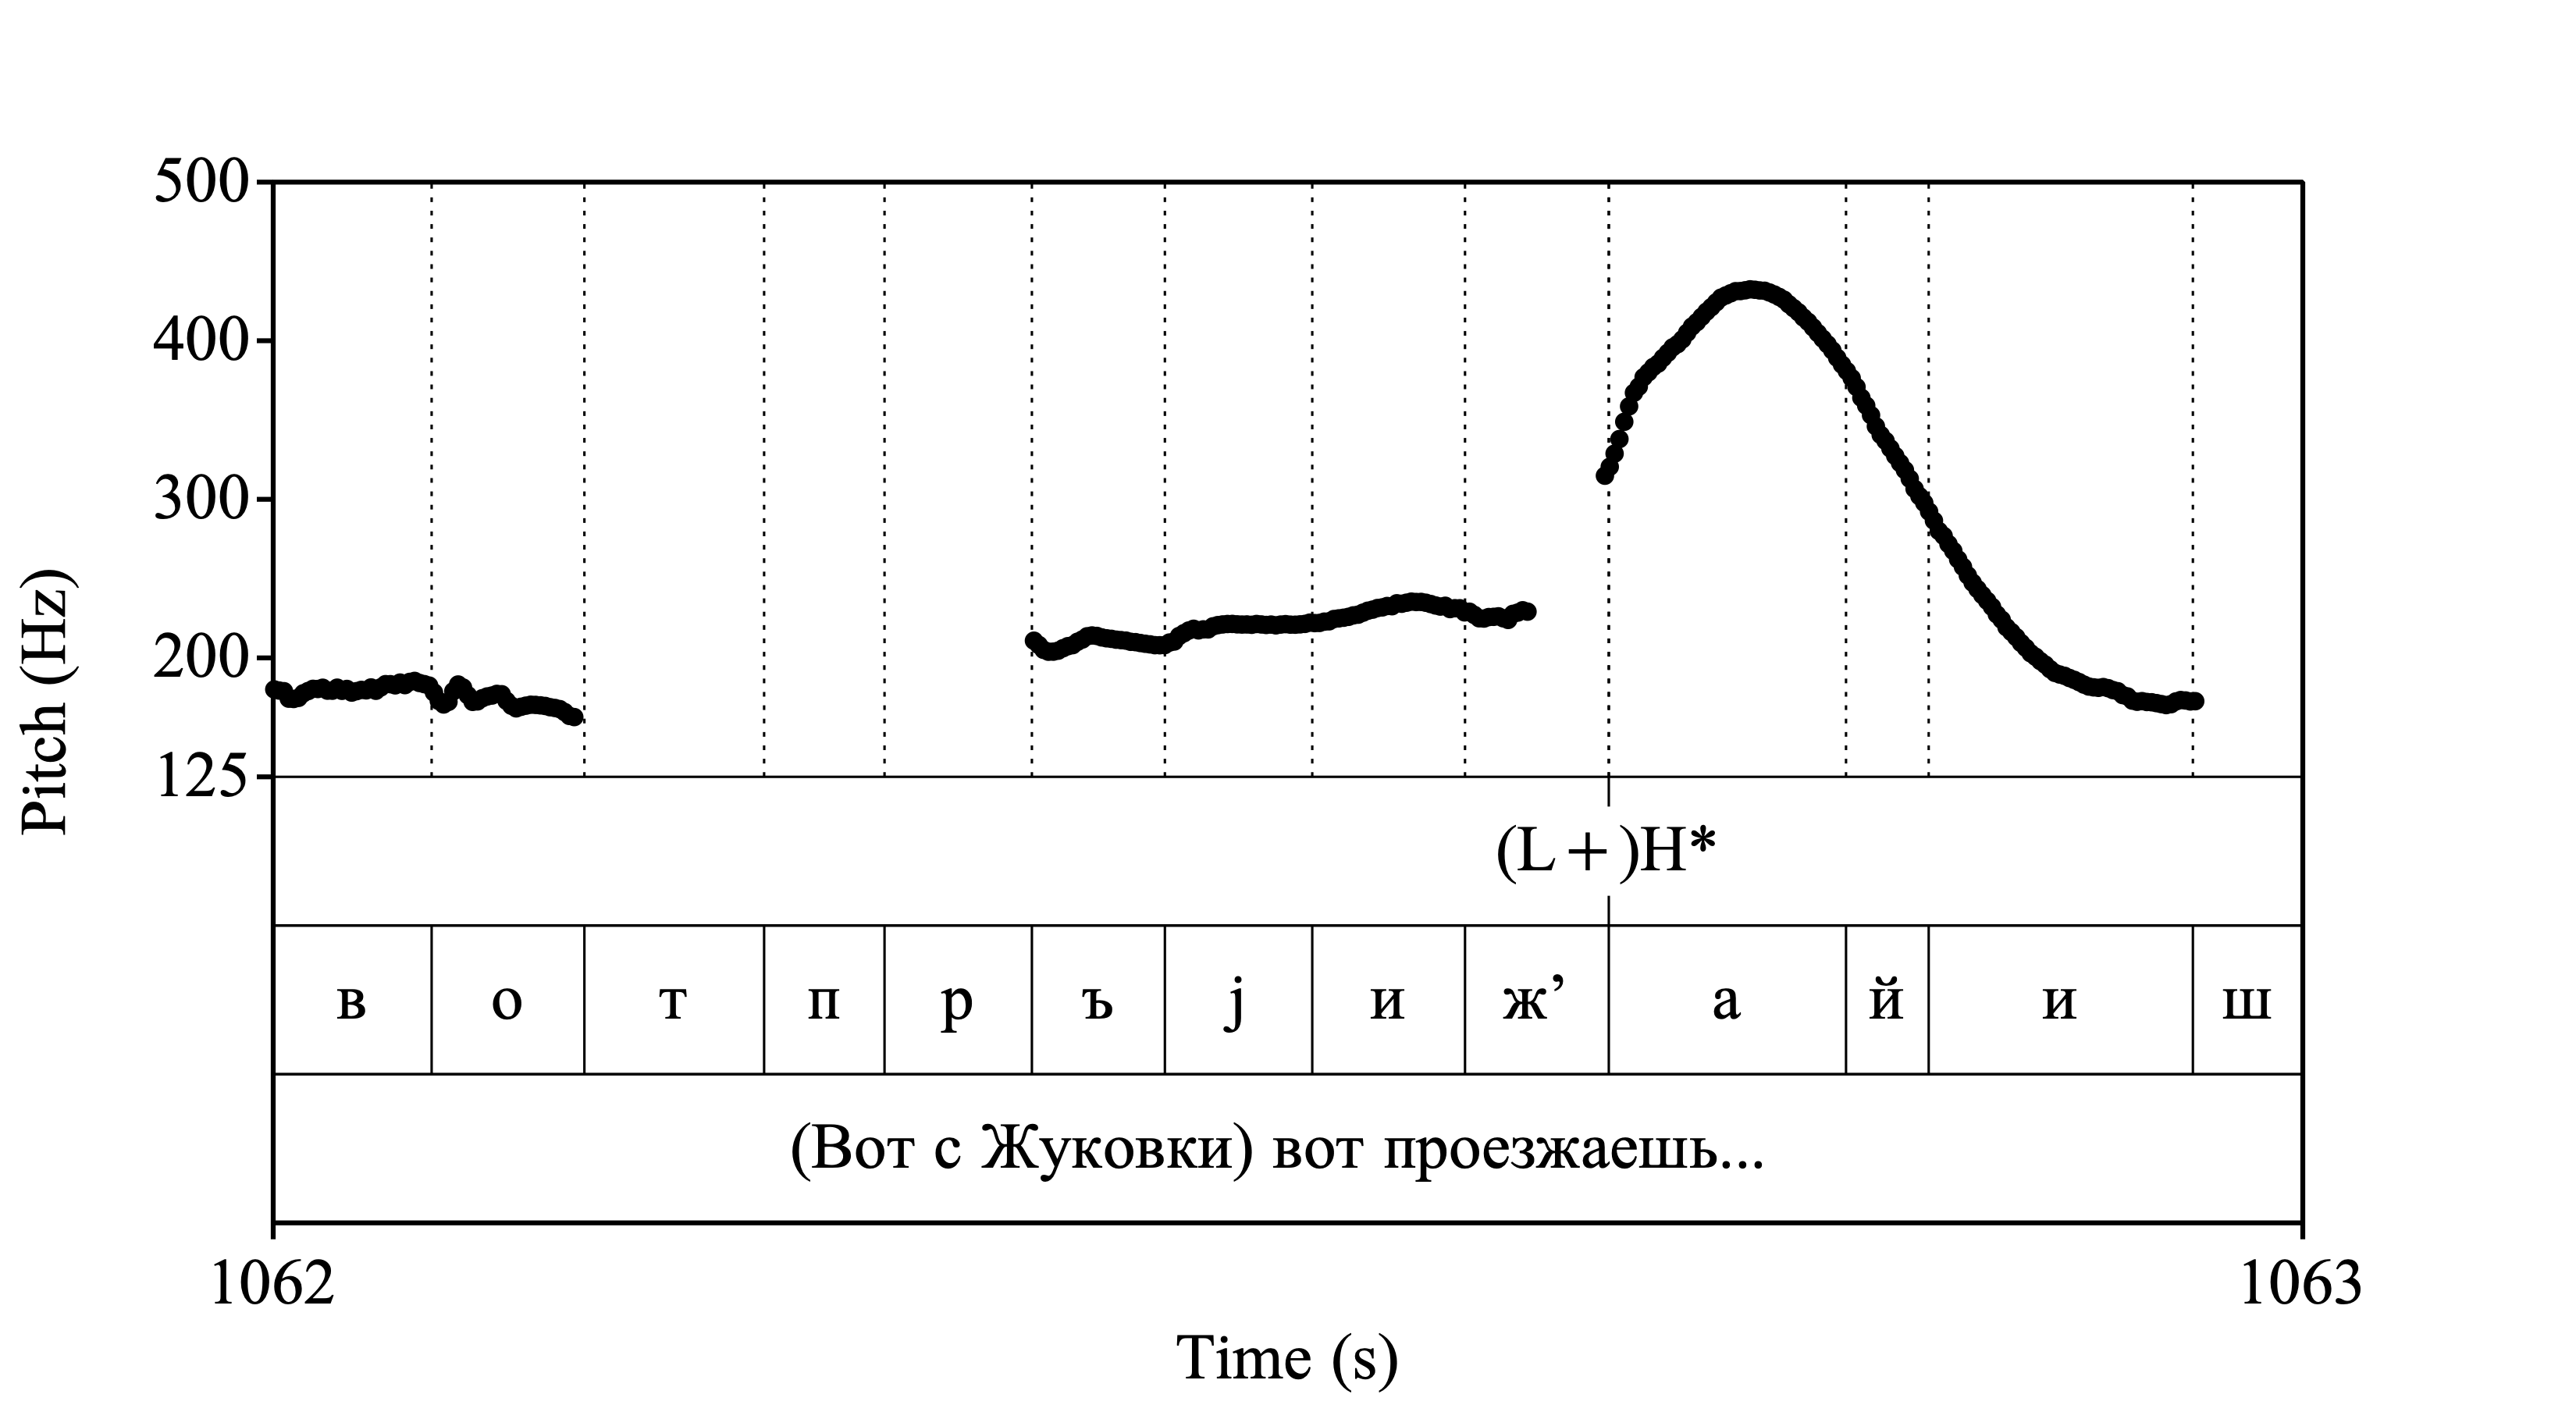 500
400
300
200
125
Pitch (Hz)
(L+)H*
в о т п р ъ j и ж’ а й и ш
(Вот с Жуковки) вот проезжаешь...
1062 1063
Time (s)